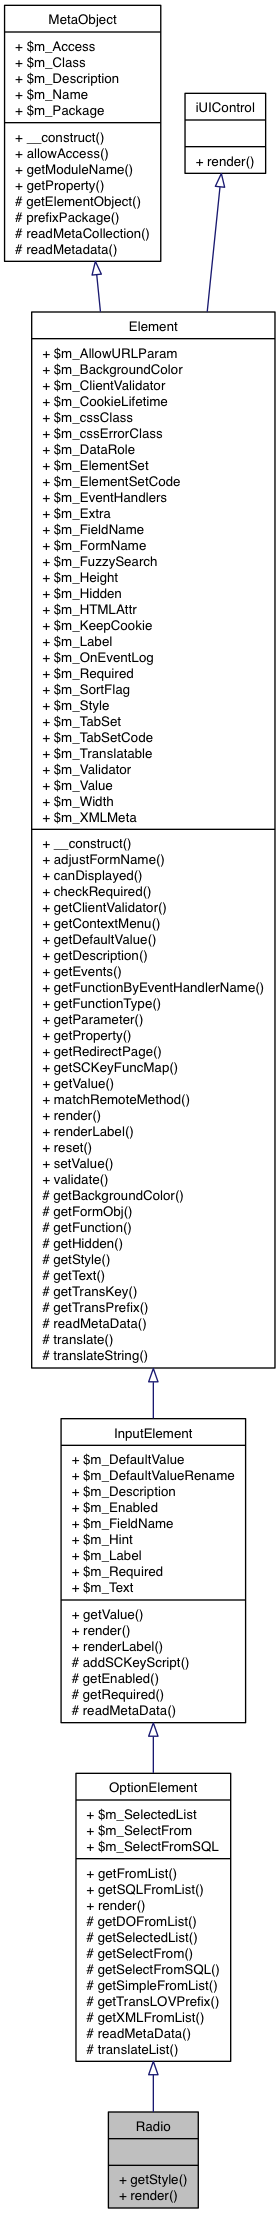 MetaObject
+ $m_Access
+ $m_Class
+ $m_Description
+ $m_Name
+ $m_Package
+ __construct()
+ allowAccess()
+ getModuleName()
+ getProperty()
# getElementObject()
# prefixPackage()
# readMetaCollection()
# readMetadata()
iUIControl
+ render()
Element
+ $m_AllowURLParam
+ $m_BackgroundColor
+ $m_ClientValidator
+ $m_CookieLifetime
+ $m_cssClass
+ $m_cssErrorClass
+ $m_DataRole
+ $m_ElementSet
+ $m_ElementSetCode
+ $m_EventHandlers
+ $m_Extra
+ $m_FieldName
+ $m_FormName
+ $m_FuzzySearch
+ $m_Height
+ $m_Hidden
+ $m_HTMLAttr
+ $m_KeepCookie
+ $m_Label
+ $m_OnEventLog
+ $m_Required
+ $m_SortFlag
+ $m_Style
+ $m_TabSet
+ $m_TabSetCode
+ $m_Translatable
+ $m_Validator
+ $m_Value
+ $m_Width
+ $m_XMLMeta
+ __construct()
+ adjustFormName()
+ canDisplayed()
+ checkRequired()
+ getClientValidator()
+ getContextMenu()
+ getDefaultValue()
+ getDescription()
+ getEvents()
+ getFunctionByEventHandlerName()
+ getFunctionType()
+ getParameter()
+ getProperty()
+ getRedirectPage()
+ getSCKeyFuncMap()
+ getValue()
+ matchRemoteMethod()
+ render()
+ renderLabel()
+ reset()
+ setValue()
+ validate()
# getBackgroundColor()
# getFormObj()
# getFunction()
# getHidden()
# getStyle()
# getText()
# getTransKey()
# getTransPrefix()
# readMetaData()
# translate()
# translateString()
InputElement
+ $m_DefaultValue
+ $m_DefaultValueRename
+ $m_Description
+ $m_Enabled
+ $m_FieldName
+ $m_Hint
+ $m_Label
+ $m_Required
+ $m_Text
+ getValue()
+ render()
+ renderLabel()
# addSCKeyScript()
# getEnabled()
# getRequired()
# readMetaData()
OptionElement
+ $m_SelectedList
+ $m_SelectFrom
+ $m_SelectFromSQL
+ getFromList()
+ getSQLFromList()
+ render()
# getDOFromList()
# getSelectedList()
# getSelectFrom()
# getSelectFromSQL()
# getSimpleFromList()
# getTransLOVPrefix()
# getXMLFromList()
# readMetaData()
# translateList()
Radio
+ getStyle()
+ render()